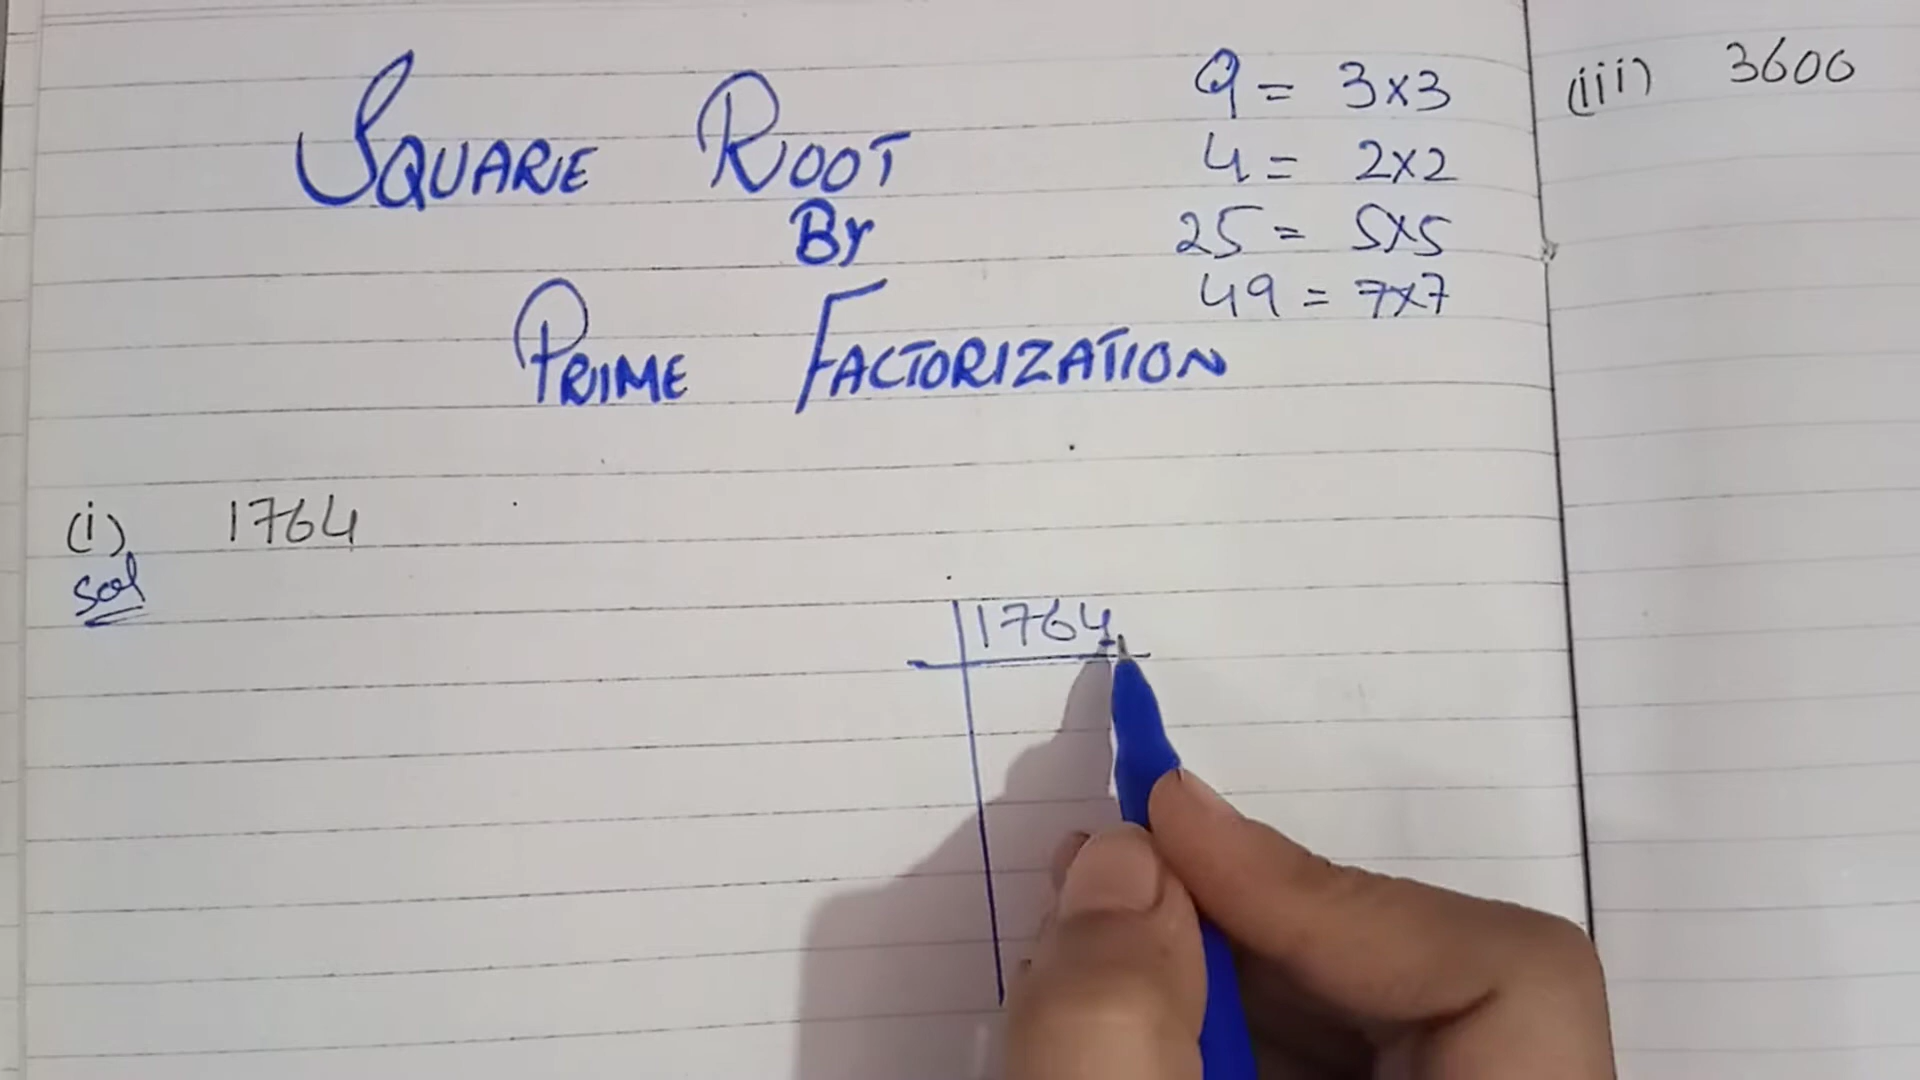 SQUARE ROOT
BY
PRIME FACTORIZATION
9 = 3x3
4 = 2x2
25 = 5x5
49 = 7x7
(iii) 3600
(i) 1764
Sol
1764